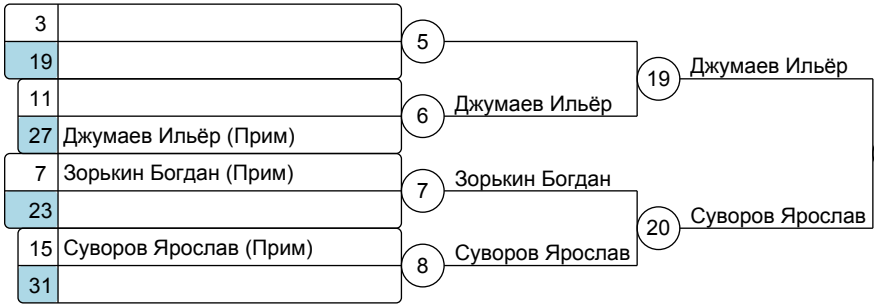 3
19
5
11
27 Джумаев Ильёр (Прим)
6 Джумаев Ильёр
19 Джумаев Ильёр
7 Зорькин Богдан (Прим)
23
7 Зорькин Богдан
15 Суворов Ярослав (Прим)
31
8 Суворов Ярослав
20 Суворов Ярослав